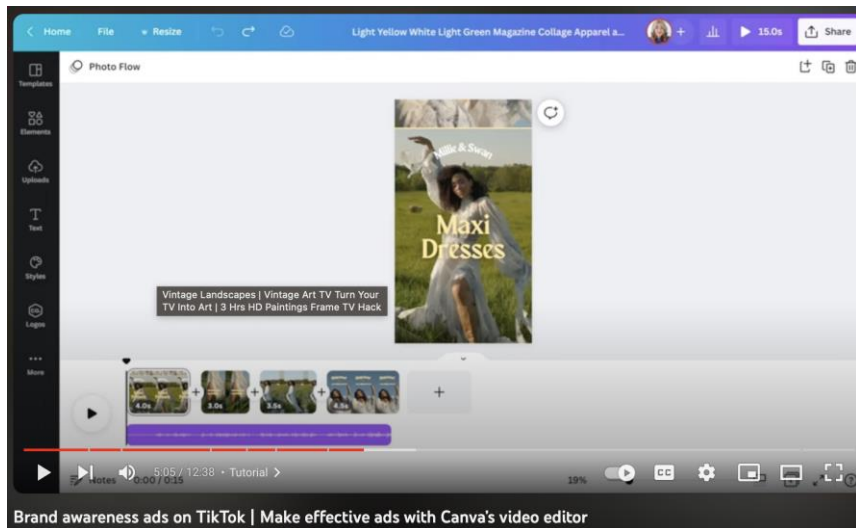 Home File Resize Light Yellow White Light Green Magazine Collage Apparel a... + 15.0s Share
Photo Flow
Templates
Elements
Uploads
Text
Styles
CO.
Logos
More
Millie & Swan
Maxi
Dresses
Vintage Landscapes | Vintage Art TV Turn Your
TV Into Art | 3 Hrs HD Paintings Frame TV Hack
4.0s + 3.0s + 3.5s + 4.5s +
5:05 / 12:38 • Tutorial
CC
Notes 0:00 / 0:15 19%
Brand awareness ads on TikTok | Make effective ads with Canva's video editor